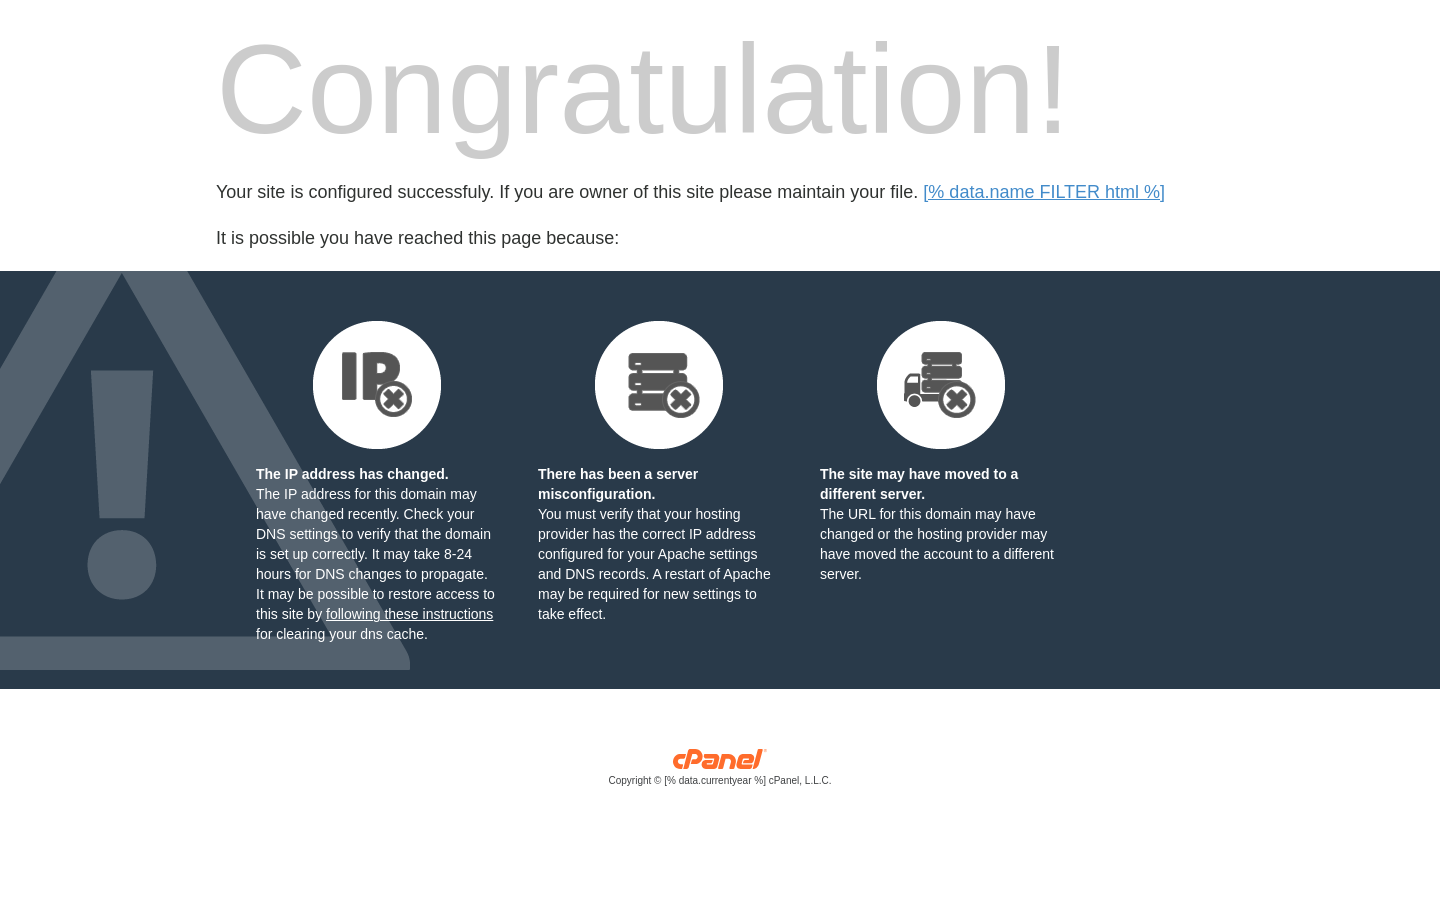 Congratulation!
Your site is configured successfuly. If you are owner of this site please maintain your file. [% data.name FILTER html %]
It is possible you have reached this page because:
IP
The IP address has changed.
The IP address for this domain may
have changed recently. Check your
DNS settings to verify that the domain
is set up correctly. It may take 8-24
hours for DNS changes to propagate.
It may be possible to restore access to
this site by following these instructions
for clearing your dns cache.
There has been a server
misconfiguration.
You must verify that your hosting
provider has the correct IP address
configured for your Apache settings
and DNS records. A restart of Apache
may be required for new settings to
take effect.
The site may have moved to a
different server.
The URL for this domain may have
changed or the hosting provider may
have moved the account to a different
server.
cPanel
Copyright © [% data.currentyear %] cPanel, L.L.C.